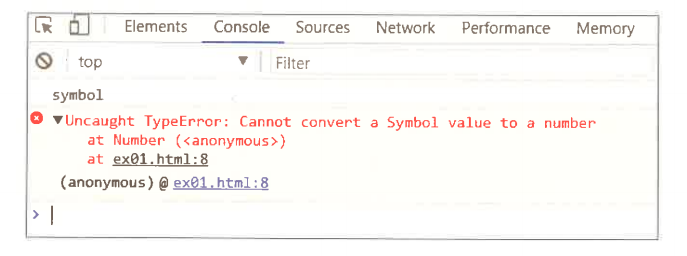 Elements Console Sources Network Performance Memory
top ▼ Filter
symbol
▼Uncaught TypeError: Cannot convert a Symbol value to a number
at Number (<anonymous>)
at ex01.html:8
(anonymous) @ ex01.html:8
>